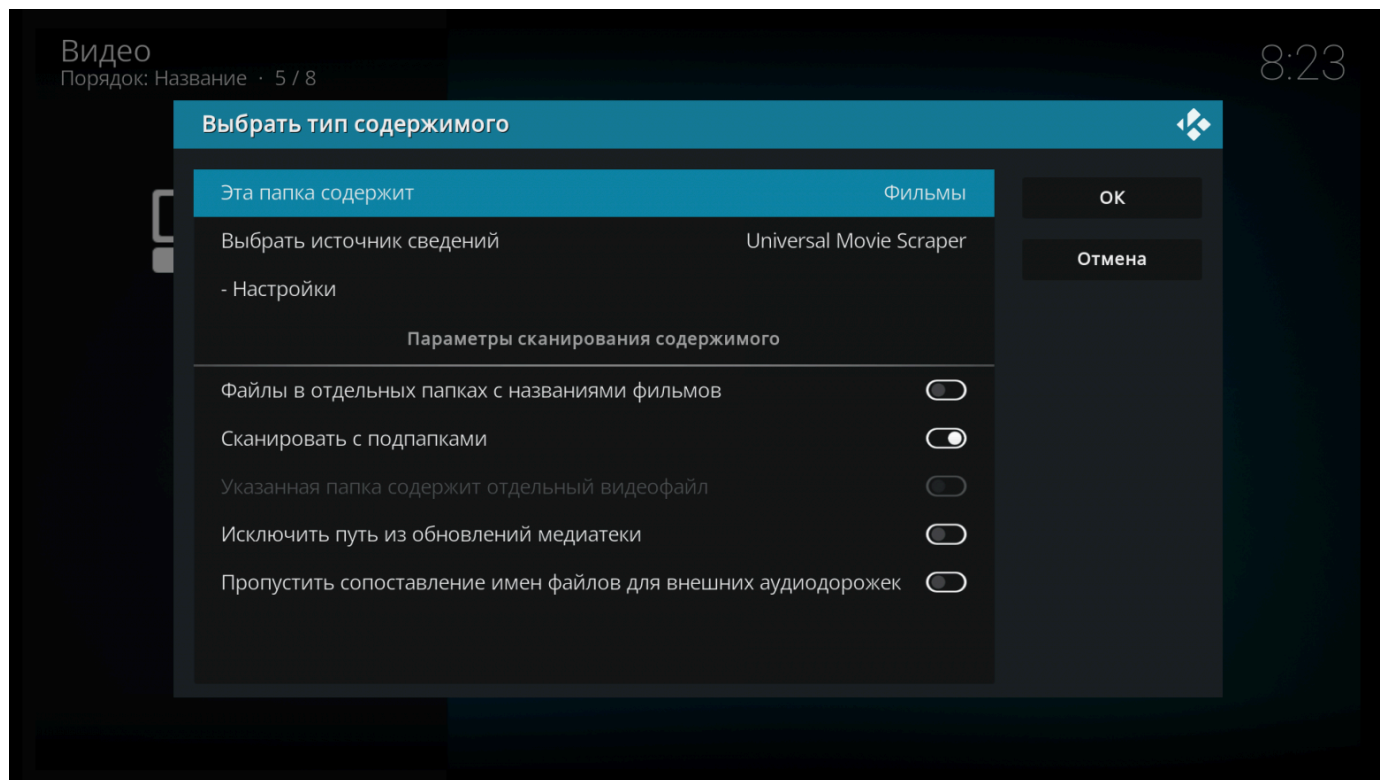 Видео
Порядок: Название · 5 / 8
8:23
Выбрать тип содержимого
Эта папка содержит Фильмы
ОК
Выбрать источник сведений Universal Movie Scraper
Отмена
- Настройки
Параметры сканирования содержимого
Файлы в отдельных папках с названиями фильмов
Сканировать с подпапками
Указанная папка содержит отдельный видеофайл
Исключить путь из обновлений медиатеки
Пропустить сопоставление имен файлов для внешних аудиодорожек